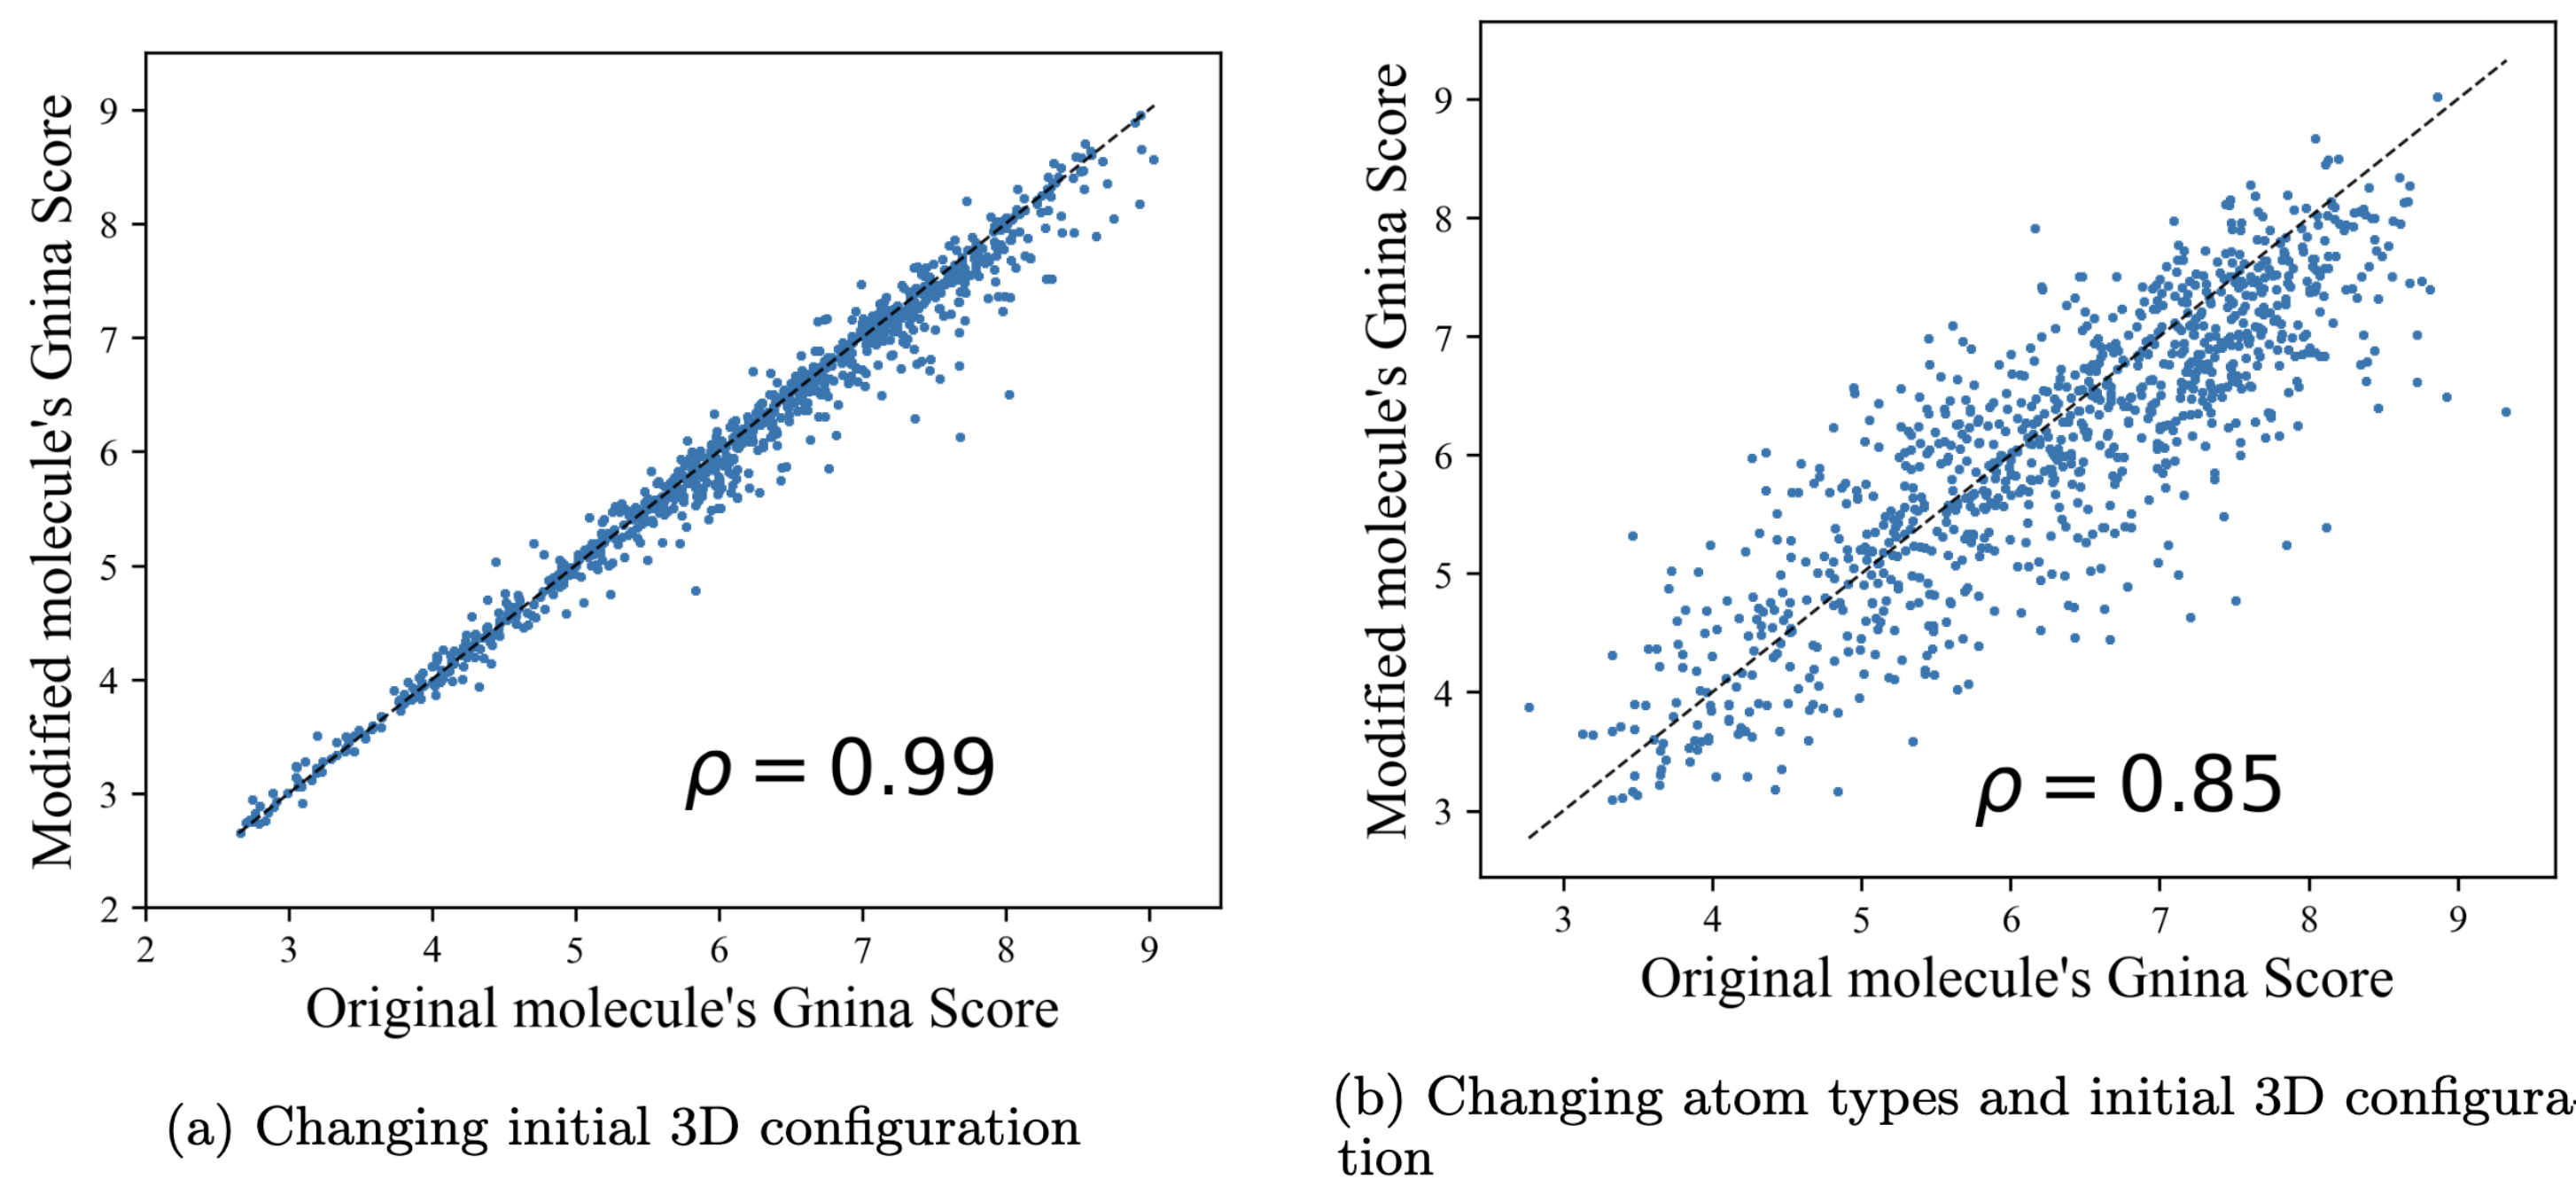 Modified molecule's Gnina Score
9
8
7
6
5
4
3
2
ρ = 0.99
2 3 4 5 6 7 8 9
Original molecule's Gnina Score
(a) Changing initial 3D configuration
Modified molecule's Gnina Score
9
8
7
6
5
4
3
ρ = 0.85
3 4 5 6 7 8 9
Original molecule's Gnina Score
(b) Changing atom types and initial 3D configura-
tion